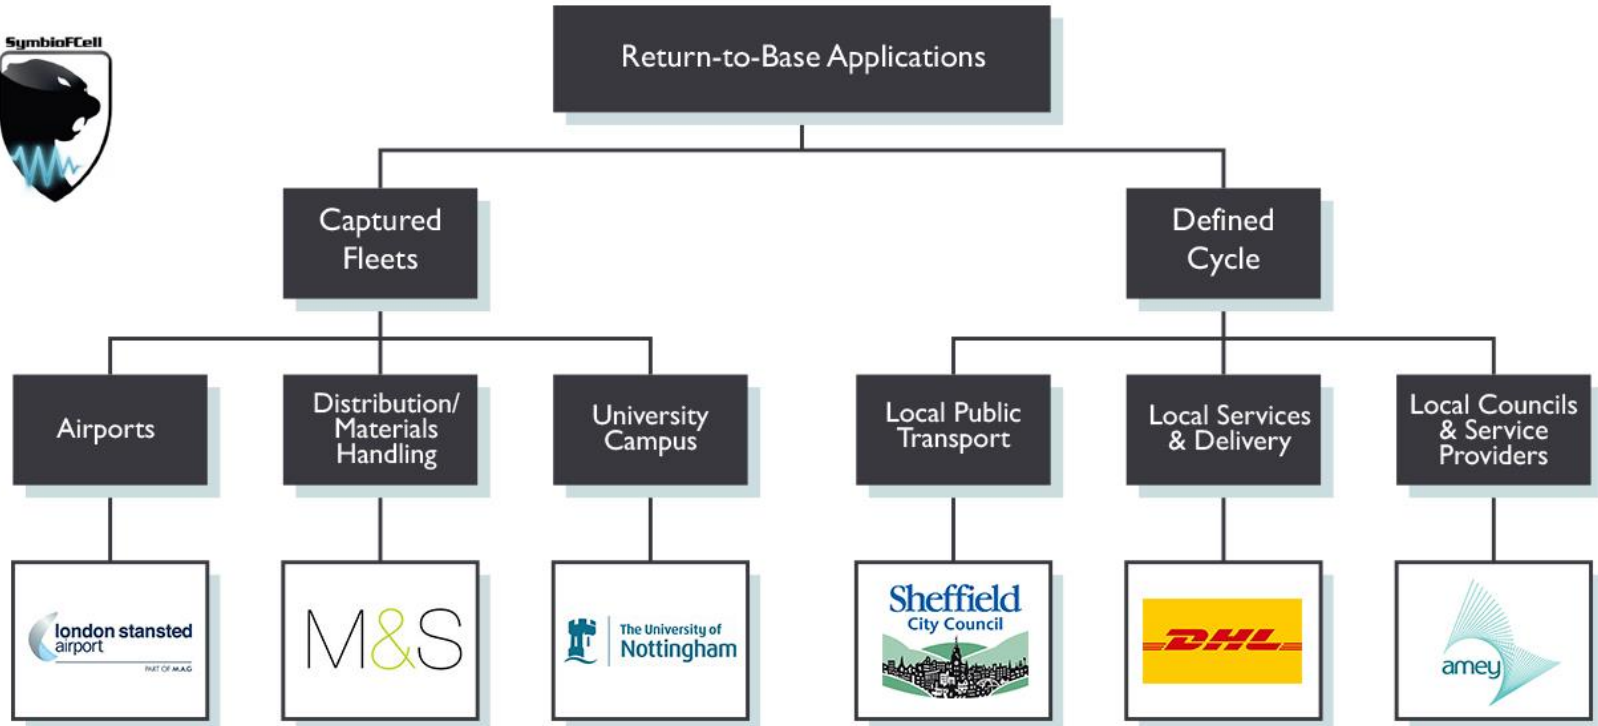 SymbioFCell
Return-to-Base Applications
Captured
Fleets
Defined
Cycle
Airports
Distribution/
Materials
Handling
University
Campus
Local Public
Transport
Local Services
& Delivery
Local Councils
& Service
Providers
london stansted
airport
PART OF M.A.G
M&S
The University of
Nottingham
Sheffield
City Council
DHL
amey